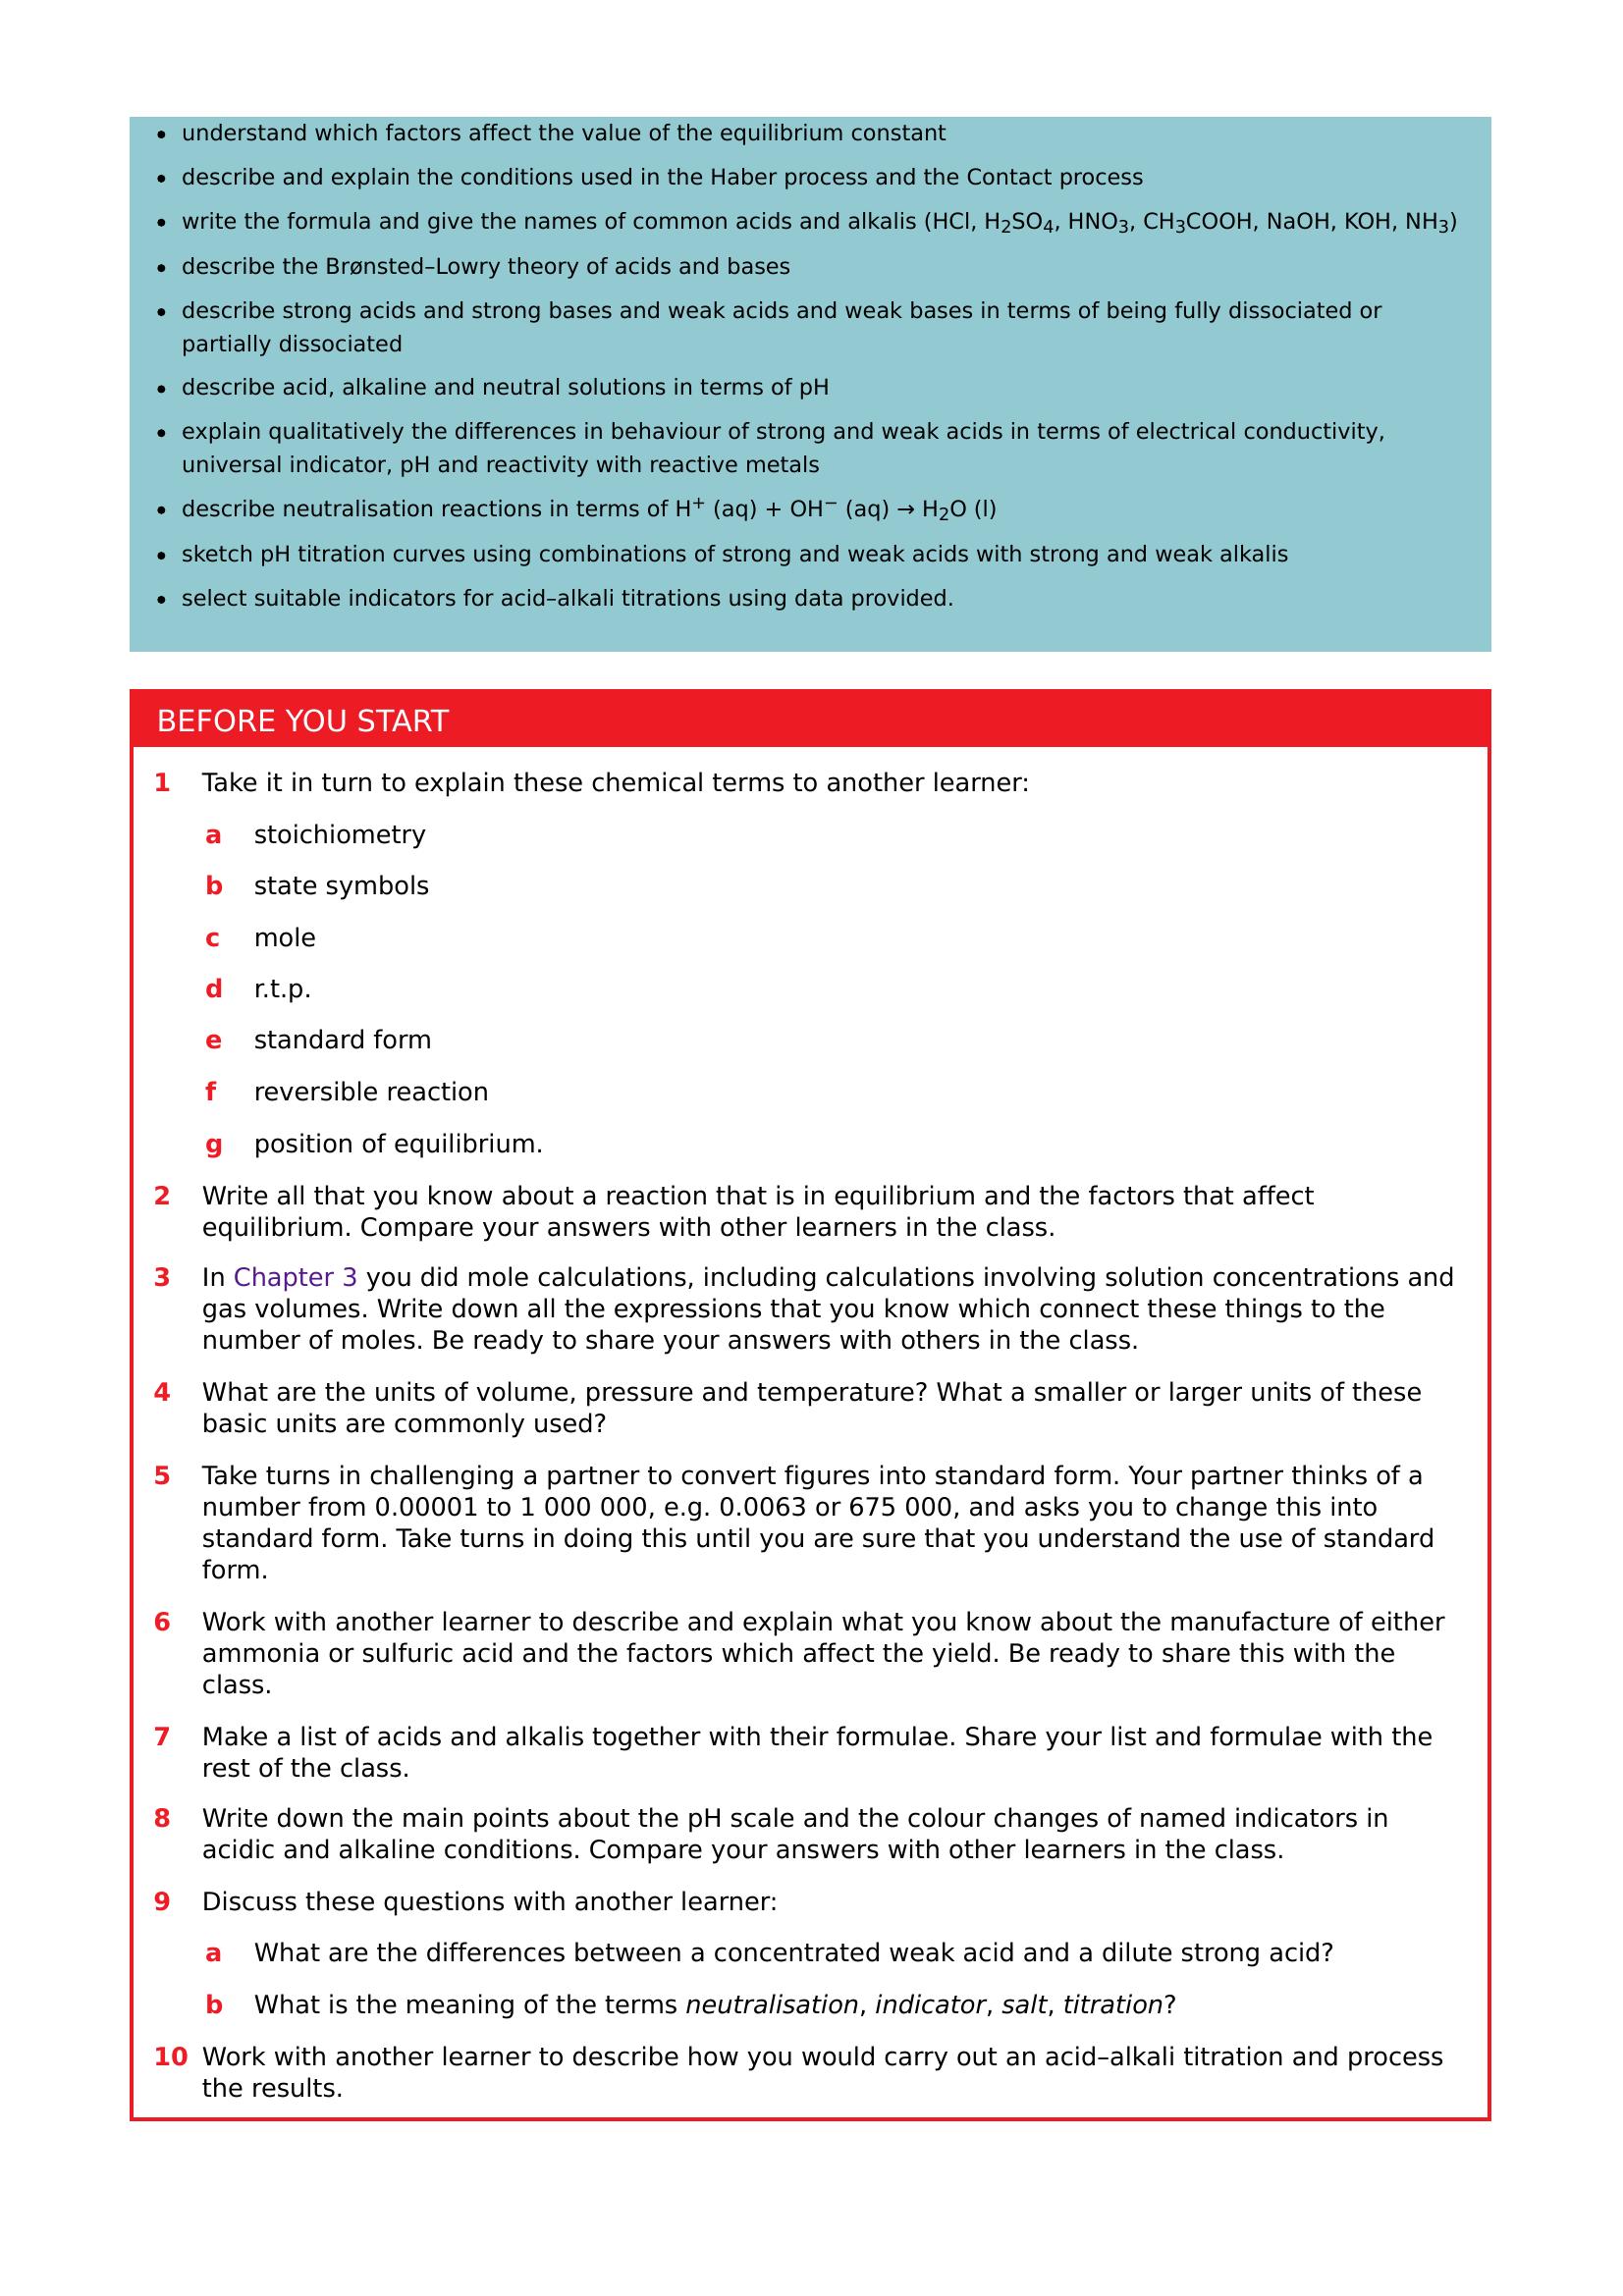 • understand which factors affect the value of the equilibrium constant
• describe and explain the conditions used in the Haber process and the Contact process
• write the formula and give the names of common acids and alkalis (HCl, H₂SO₄, HNO₃, CH₃COOH, NaOH, KOH, NH₃)
• describe the Brønsted–Lowry theory of acids and bases
• describe strong acids and strong bases and weak acids and weak bases in terms of being fully dissociated or
partially dissociated
• describe acid, alkaline and neutral solutions in terms of pH
• explain qualitatively the differences in behaviour of strong and weak acids in terms of electrical conductivity,
universal indicator, pH and reactivity with reactive metals
• describe neutralisation reactions in terms of H⁺ (aq) + OH⁻ (aq) → H₂O (l)
• sketch pH titration curves using combinations of strong and weak acids with strong and weak alkalis
• select suitable indicators for acid–alkali titrations using data provided.
BEFORE YOU START
1 Take it in turn to explain these chemical terms to another learner:
a stoichiometry
b state symbols
c mole
d r.t.p.
e standard form
f reversible reaction
g position of equilibrium.
2 Write all that you know about a reaction that is in equilibrium and the factors that affect
equilibrium. Compare your answers with other learners in the class.
3 In Chapter 3 you did mole calculations, including calculations involving solution concentrations and
gas volumes. Write down all the expressions that you know which connect these things to the
number of moles. Be ready to share your answers with others in the class.
4 What are the units of volume, pressure and temperature? What a smaller or larger units of these
basic units are commonly used?
5 Take turns in challenging a partner to convert figures into standard form. Your partner thinks of a
number from 0.00001 to 1 000 000, e.g. 0.0063 or 675 000, and asks you to change this into
standard form. Take turns in doing this until you are sure that you understand the use of standard
form.
6 Work with another learner to describe and explain what you know about the manufacture of either
ammonia or sulfuric acid and the factors which affect the yield. Be ready to share this with the
class.
7 Make a list of acids and alkalis together with their formulae. Share your list and formulae with the
rest of the class.
8 Write down the main points about the pH scale and the colour changes of named indicators in
acidic and alkaline conditions. Compare your answers with other learners in the class.
9 Discuss these questions with another learner:
a What are the differences between a concentrated weak acid and a dilute strong acid?
b What is the meaning of the terms neutralisation, indicator, salt, titration?
10 Work with another learner to describe how you would carry out an acid–alkali titration and process
the results.